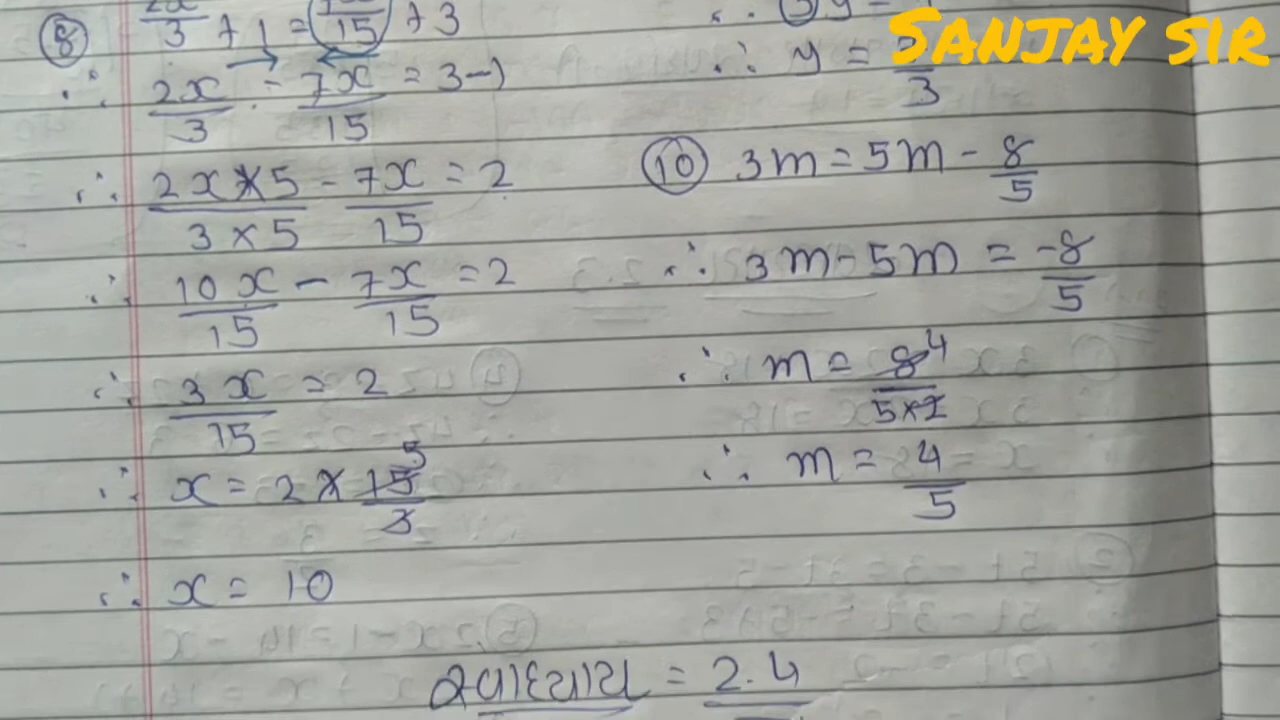 ⑧ 2x/3 + 1 = 7x/15 + 3
∴ 2x/3 - 7x/15 = 3-1
∴ 2x×5/3×5 - 7x/15 = 2
∴ 10x/15 - 7x/15 = 2
∴ 3x/15 = 2
∴ x = 2 × 15/3 5
∴ x = 10
SANJAY SIR
∴ y =
3
⑩ 3m = 5m - 8/5
∴ 3m - 5m = -8/5
∴ m = 8/5×2 4
∴ m = 4/5
સ્વાધ્યાય = 2.4